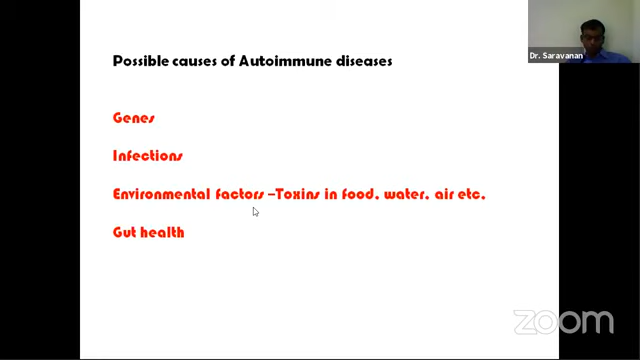 Possible causes of Autoimmune diseases
Dr. Saravanan
Genes
Infections
Environmental factors –Toxins in food, water, air etc,
Gut health
zoom